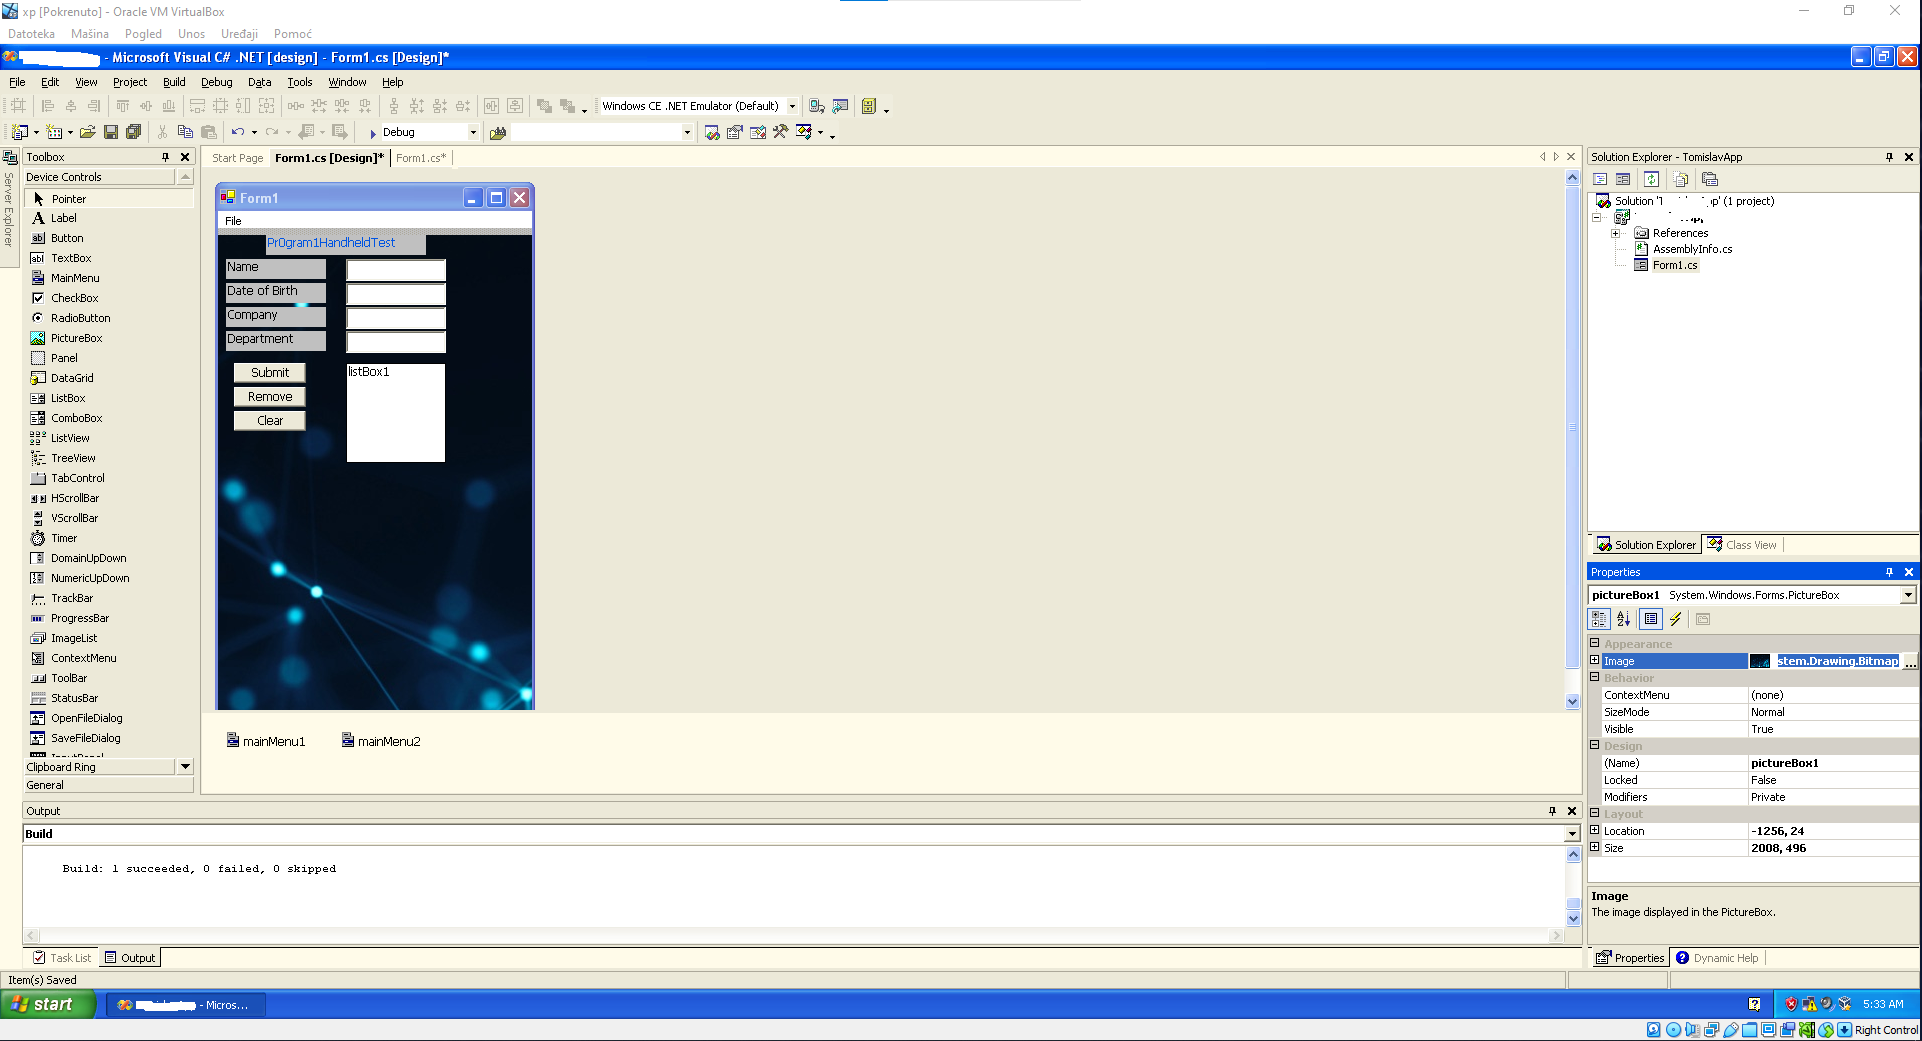 xp [Pokrenuto] - Oracle VM VirtualBox
Datoteka Mašina Pogled Unos Uređaji Pomoć
- Microsoft Visual C# .NET [design] - Form1.cs [Design]*
File Edit View Project Build Debug Data Tools Window Help
Windows CE .NET Emulator (Default)
Debug
Server Explorer
Toolbox
Device Controls
Pointer
Label
Button
TextBox
MainMenu
CheckBox
RadioButton
PictureBox
Panel
DataGrid
ListBox
ComboBox
ListView
TreeView
TabControl
HScrollBar
VScrollBar
Timer
DomainUpDown
NumericUpDown
TrackBar
ProgressBar
ImageList
ContextMenu
ToolBar
StatusBar
OpenFileDialog
SaveFileDialog
InputPanel
Clipboard Ring
General
Start Page Form1.cs [Design]* Form1.cs*
Form1
File
Pr0gram1HandheldTest
Name
Date of Birth
Company
Department
Submit
Remove
Clear
listBox1
mainMenu1 mainMenu2
Solution Explorer - TomislavApp
Solution (1 project)
References
AssemblyInfo.cs
Form1.cs
Solution Explorer Class View
Properties
pictureBox1 System.Windows.Forms.PictureBox
Appearance
Image stem.Drawing.Bitmap ...
Behavior
ContextMenu (none)
SizeMode Normal
Visible True
Design
(Name) pictureBox1
Locked False
Modifiers Private
Layout
Location -1256, 24
Size 2008, 496
Image
The image displayed in the PictureBox.
Properties Dynamic Help
Output
Build
Build: 1 succeeded, 0 failed, 0 skipped
Task List Output
Item(s) Saved
start - Micros... 5:33 AM
Right Control